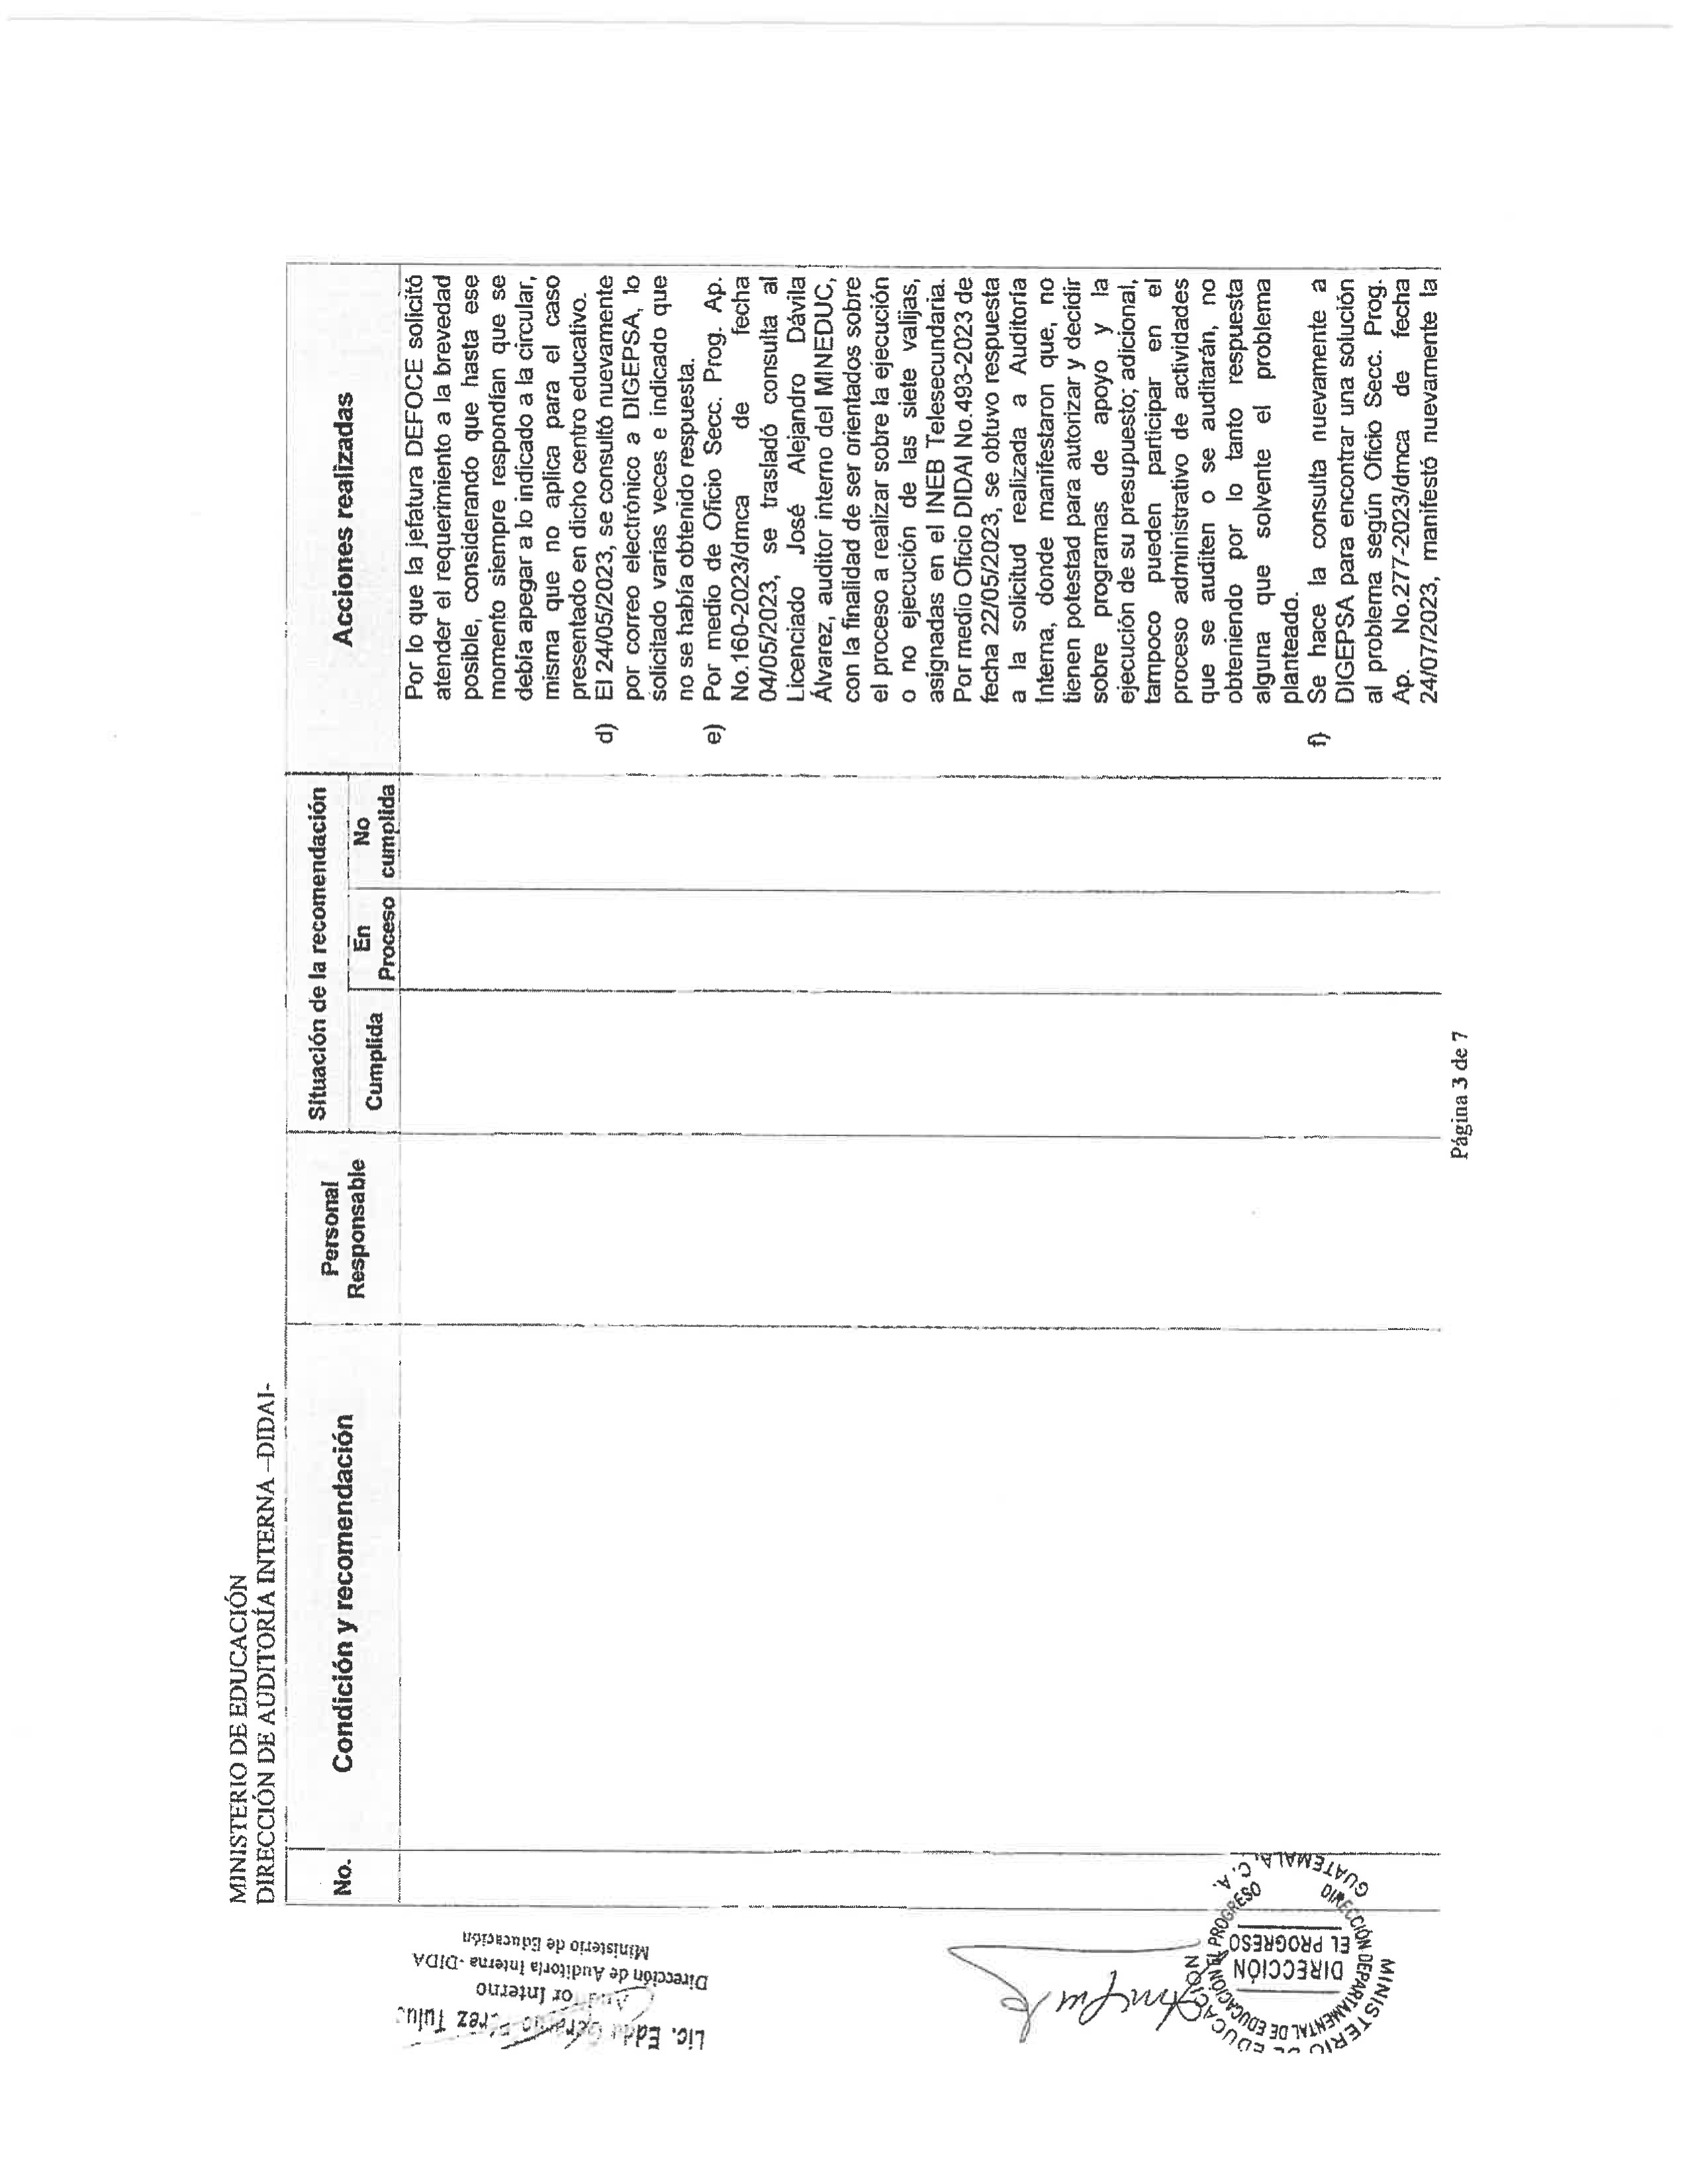 MINISTERIO DE EDUCACIÓN
DIRECCIÓN DE AUDITORÍA INTERNA –DIDAI-
No.
Condición y recomendación
Personal
Responsable
Situación de la recomendación
Cumplida
En
Proceso
No
cumplida
Acciones realizadas
Por lo que la jefatura DEFOCE solicitó
atender el requerimiento a la brevedad
posible, considerando que hasta ese
momento siempre respondían que se
debía apegar a lo indicado a la circular,
misma que no aplica para el caso
presentado en dicho centro educativo.
d) El 24/05/2023, se consultó nuevamente
por correo electrónico a DIGEPSA, lo
solicitado varias veces e indicado que
no se había obtenido respuesta.
e) Por medio de Oficio Secc. Prog. Ap.
No.160-2023/dmca de fecha
04/05/2023, se trasladó consulta al
Licenciado José Alejandro Dávila
Álvarez, auditor interno del MINEDUC,
con la finalidad de ser orientados sobre
el proceso a realizar sobre la ejecución
o no ejecución de las siete valijas,
asignadas en el INEB Telesecundaria.
Por medio Oficio DIDAI No.493-2023 de
fecha 22/05/2023, se obtuvo respuesta
a la solicitud realizada a Auditoría
Interna, donde manifestaron que, no
tienen potestad para autorizar y decidir
sobre programas de apoyo y la
ejecución de su presupuesto; adicional,
tampoco pueden participar en el
proceso administrativo de actividades
que se auditen o se auditarán, no
obteniendo por lo tanto respuesta
alguna que solvente el problema
planteado.
f) Se hace la consulta nuevamente a
DIGEPSA para encontrar una solución
al problema según Oficio Secc. Prog.
Ap. No.277-2023/dmca de fecha
24/07/2023, manifestó nuevamente la
Página 3 de 7
Lic. Tulu
or Interno
Dirección de Auditoría Interna -DIDA
Ministerio de Educación
MINISTERIO DE EDUCACIÓN
DIRECCIÓN DEPARTAMENTAL DE EDUCACIÓN EL PROGRESO
DIRECCIÓN
EL PROGRESO
GUATEMALA, C. A.